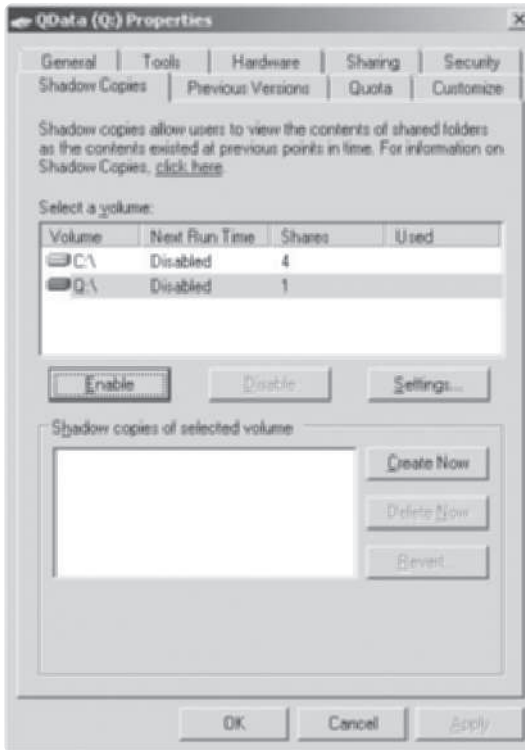 QData (Q:) Properties
General Tools Hardware Sharing Security
Shadow Copies Previous Versions Quota Customize
Shadow copies allow users to view the contents of shared folders
as the contents existed at previous points in time. For information on
Shadow Copies, click here.
Select a volume:
Volume Next Run Time Shares Used
C:\ Disabled 4
Q:\ Disabled 1
Enable Disable Settings...
Shadow copies of selected volume
Create Now
Delete Now
Revert...
OK Cancel Apply